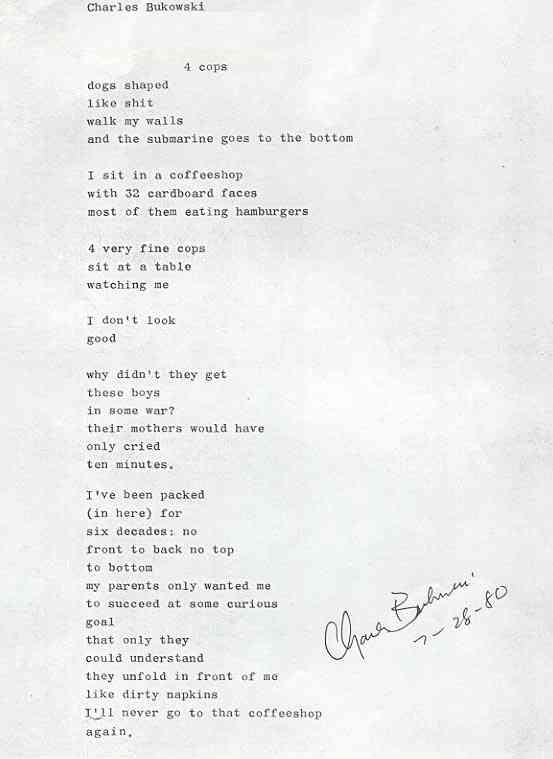 Charles Bukowski
4 cops
dogs shaped
like shit
walk my walls
and the submarine goes to the bottom
I sit in a coffeeshop
with 32 cardboard faces
most of them eating hamburgers
4 very fine cops
sit at a table
watching me
I don't look
good
why didn't they get
these boys
in some war?
their mothers would have
only cried
ten minutes.
I've been packed
(in here) for
six decades: no
front to back no top
to bottom
my parents only wanted me
to succeed at some curious
goal
that only they
could understand
they unfold in front of me
like dirty napkins
I'll never go to that coffeeshop
again.
Charles Bukowski
7-28-80